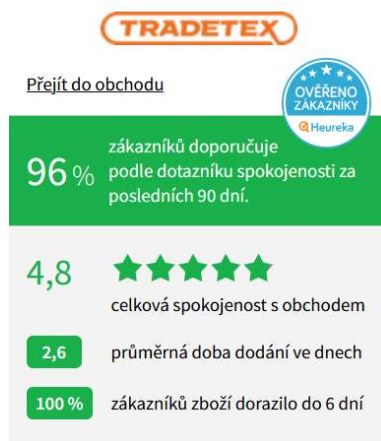 TRADETEX
Přejít do obchodu
OVĚŘENO
ZÁKAZNÍKY
Heureka
96 %
zákazníků doporučuje
podle dotazníku spokojenosti za
posledních 90 dní.
4,8
celková spokojenost s obchodem
2,6 průměrná doba dodání ve dnech
100 % zákazníků zboží dorazilo do 6 dní